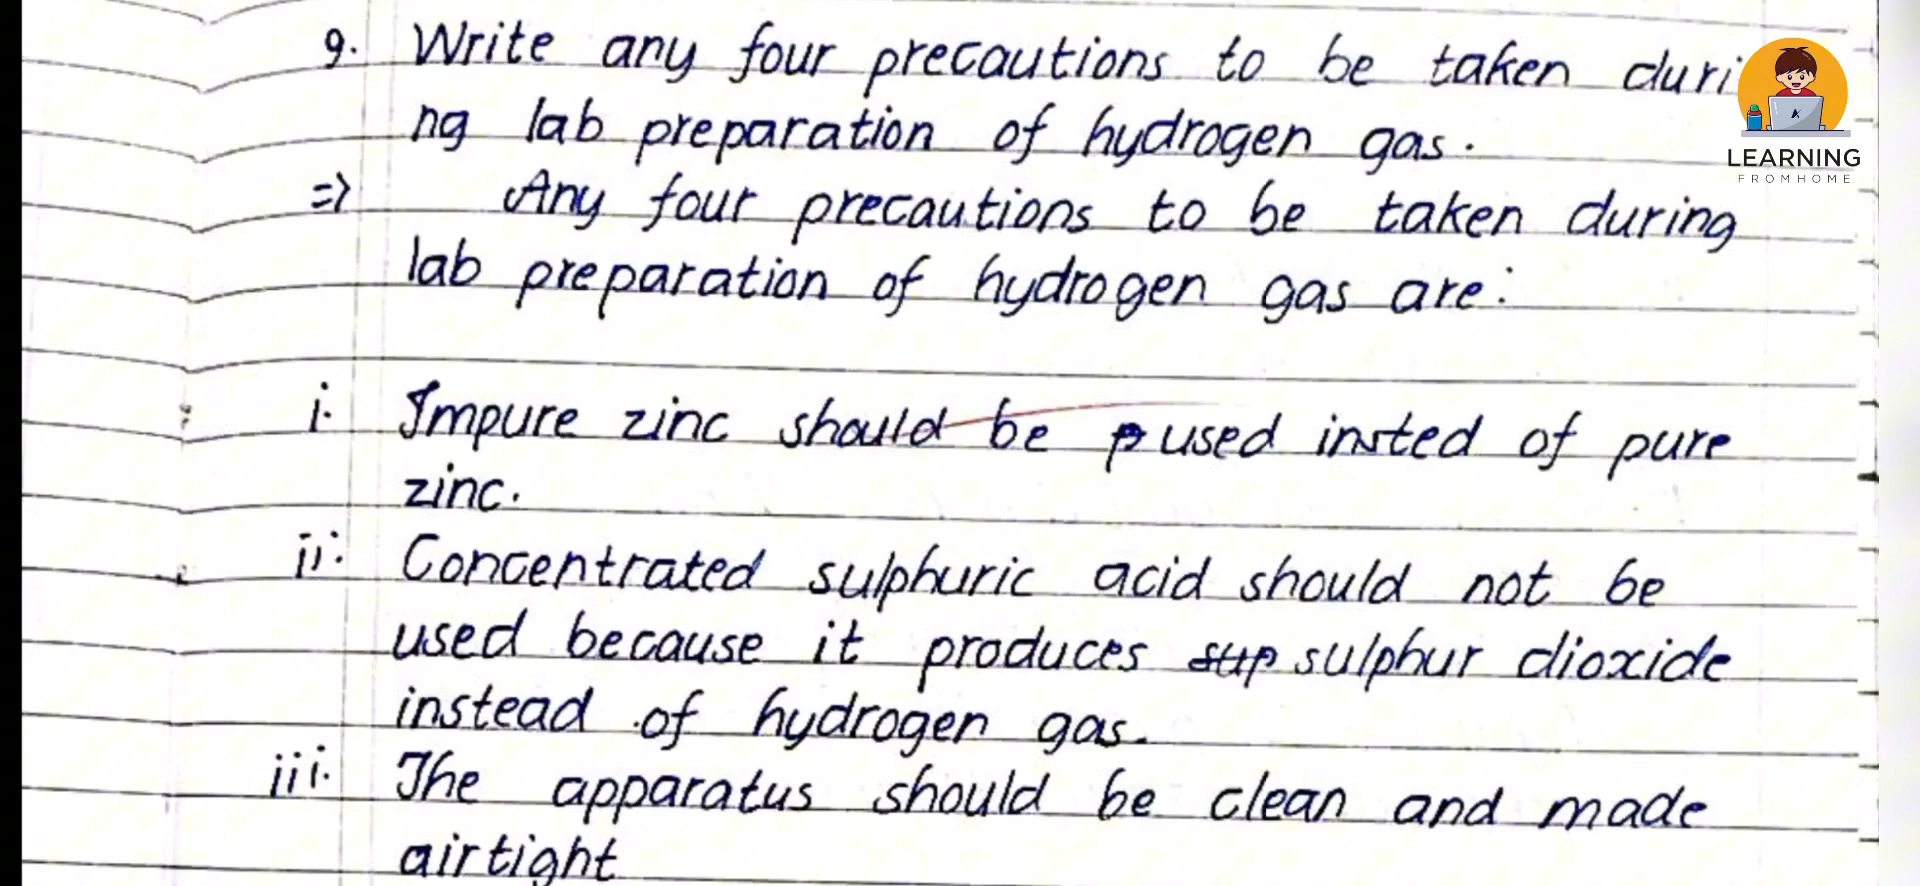 9. Write any four precautions to be taken duri
ng lab preparation of hydrogen gas.
=> Any four precautions to be taken during
lab preparation of hydrogen gas are:
i. Impure zinc should be p used insted of pure
zinc.
ii. Concentrated sulphuric acid should not be
used because it produces sup sulphur dioxide
instead of hydrogen gas.
iii. The apparatus should be clean and made
airtight
LEARNING
FROMHOME